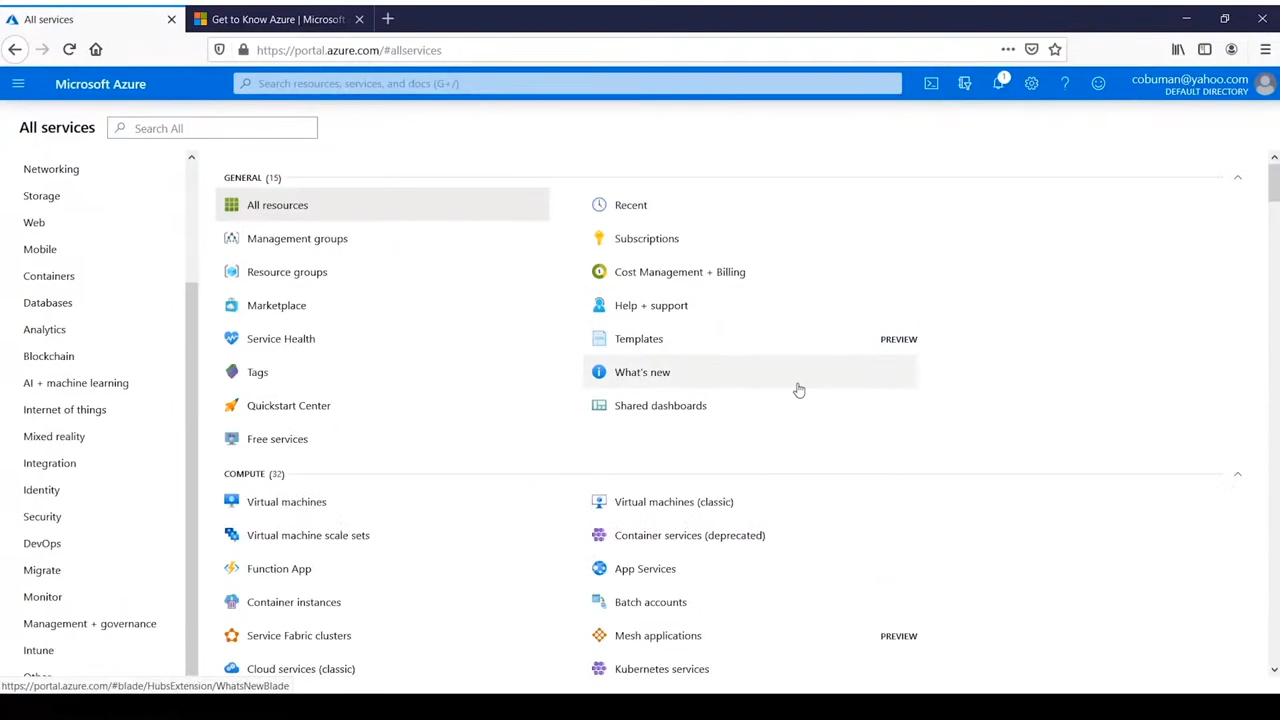 All services
Get to Know Azure | Microsoft
https://portal.azure.com/#allservices
Microsoft Azure
Search resources, services, and docs (G+/)
1
cobuman@yahoo.com
DEFAULT DIRECTORY
All services
Search All
Networking
Storage
Web
Mobile
Containers
Databases
Analytics
Blockchain
AI + machine learning
Internet of things
Mixed reality
Integration
Identity
Security
DevOps
Migrate
Monitor
Management + governance
Intune
Other
GENERAL (15)
All resources
Recent
Management groups
Subscriptions
Resource groups
Cost Management + Billing
Marketplace
Help + support
Service Health
Templates PREVIEW
Tags
What's new
Quickstart Center
Shared dashboards
Free services
COMPUTE (32)
Virtual machines
Virtual machines (classic)
Virtual machine scale sets
Container services (deprecated)
Function App
App Services
Container instances
Batch accounts
Service Fabric clusters
Mesh applications PREVIEW
Cloud services (classic)
Kubernetes services
https://portal.azure.com/#blade/HubsExtension/WhatsNewBlade